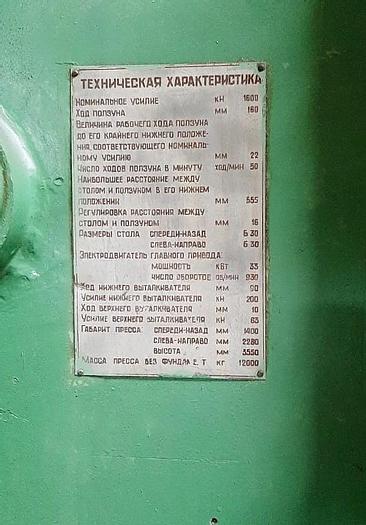 ТЕХНИЧЕСКАЯ ХАРАКТЕРИСТИКА
НОМИНАЛЬНОЕ УСИЛИЕ КН 1600
ХОД ПОЛЗУНА ММ 160
ВЕЛИЧИНА РАБОЧЕГО ХОДА ПОЛЗУНА
ДО ЕГО КРАЙНЕГО НИЖНЕГО ПОЛОЖЕ-
НИЯ, СООТВЕТСТВУЮЩЕГО НОМИНАЛЬ-
НОМУ УСИЛИЮ ММ 22
ЧИСЛО ХОДОВ ПОЛЗУНА В МИНУТУ ХОД/МИН 50
НАИБОЛЬШЕЕ РАССТОЯНИЕ МЕЖДУ
СТОЛОМ И ПОЛЗУНОМ В ЕГО НИЖНЕМ
ПОЛОЖЕНИИ ММ 555
РЕГУЛИРОВКА РАССТОЯНИЯ МЕЖДУ
СТОЛОМ И ПОЛЗУНОМ ММ 16
РАЗМЕРЫ СТОЛА СПЕРЕДИ-НАЗАД 630
СЛЕВА-НАПРАВО 630
ЭЛЕКТРОДВИГАТЕЛЬ ГЛАВНОГО ПРИВОДА:
МОЩНОСТЬ КВТ 33
ЧИСЛО ОБОРОТОВ ОБ/МИН 930
ХОД НИЖНЕГО ВЫТАЛКИВАТЕЛЯ ММ 90
УСИЛИЕ НИЖНЕГО ВЫТАЛКИВАТЕЛЯ КН 200
ХОД ВЕРХНЕГО ВЫТАЛКИВАТЕЛЯ ММ 10
УСИЛИЕ ВЕРХНЕГО ВЫТАЛКИВАТЕЛЯ КН 63
ГАБАРИТ ПРЕССА СПЕРЕДИ-НАЗАД ММ 1400
СЛЕВА-НАПРАВО ММ 2280
ВЫСОТА ММ 3550
МАССА ПРЕССА БЕЗ КГ 12000